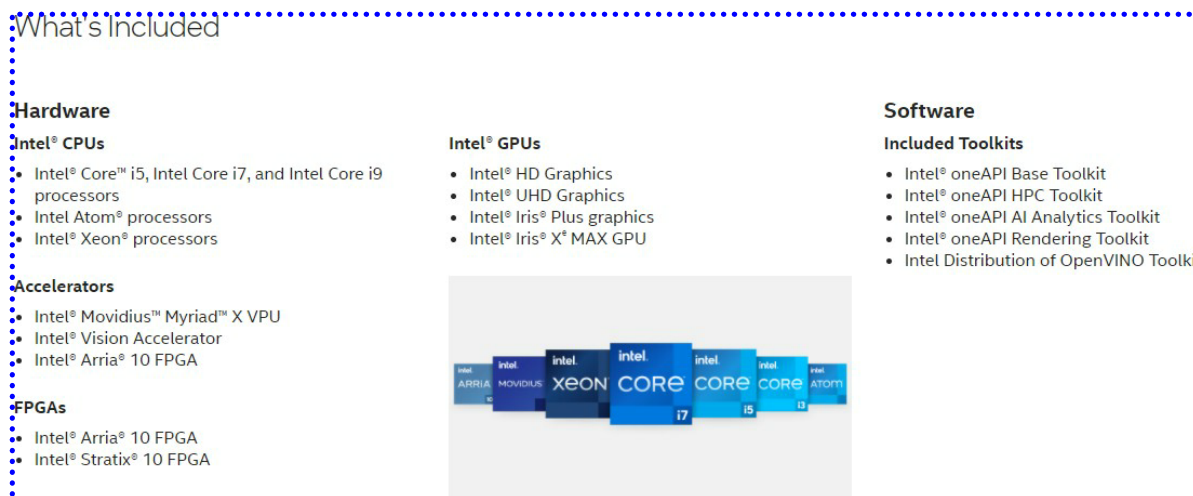 What's Included
Hardware
Intel® CPUs
• Intel® Core™ i5, Intel Core i7, and Intel Core i9
processors
• Intel Atom® processors
• Intel® Xeon® processors
Accelerators
• Intel® Movidius™ Myriad™ X VPU
• Intel® Vision Accelerator
• Intel® Arria® 10 FPGA
FPGAs
• Intel® Arria® 10 FPGA
• Intel® Stratix® 10 FPGA
Intel® GPUs
• Intel® HD Graphics
• Intel® UHD Graphics
• Intel® Iris® Plus graphics
• Intel® Iris® Xᵉ MAX GPU
intel. ARRIA 10
intel. MOVIDIUS
intel. xeon
intel. CORE i7
intel. CORE i5
intel. CORE i3
intel. ATOM
Software
Included Toolkits
• Intel® oneAPI Base Toolkit
• Intel® oneAPI HPC Toolkit
• Intel® oneAPI AI Analytics Toolkit
• Intel® oneAPI Rendering Toolkit
• Intel Distribution of OpenVINO Toolki